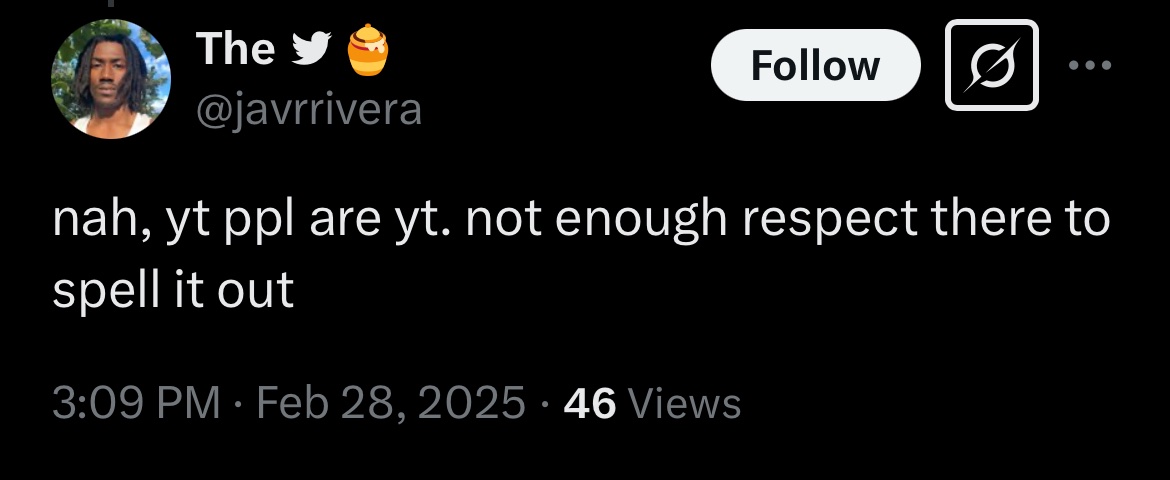 The
Follow
@javrrivera
nah, yt ppl are yt. not enough respect there to
spell it out
3:09 PM · Feb 28, 2025 · 46 Views